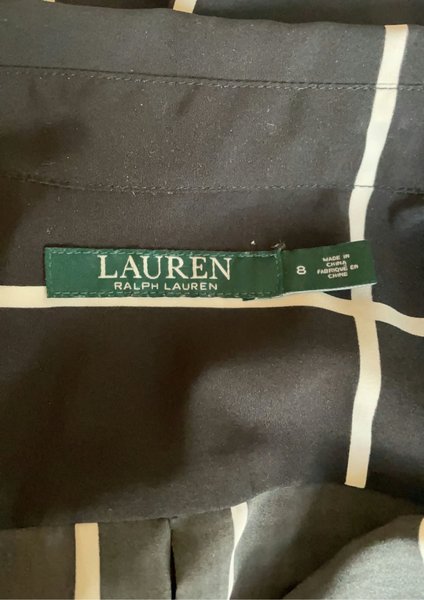 LAUREN
RALPH LAUREN
8
MADE IN
CHINA
FABRIQUÉ EN
CHINE